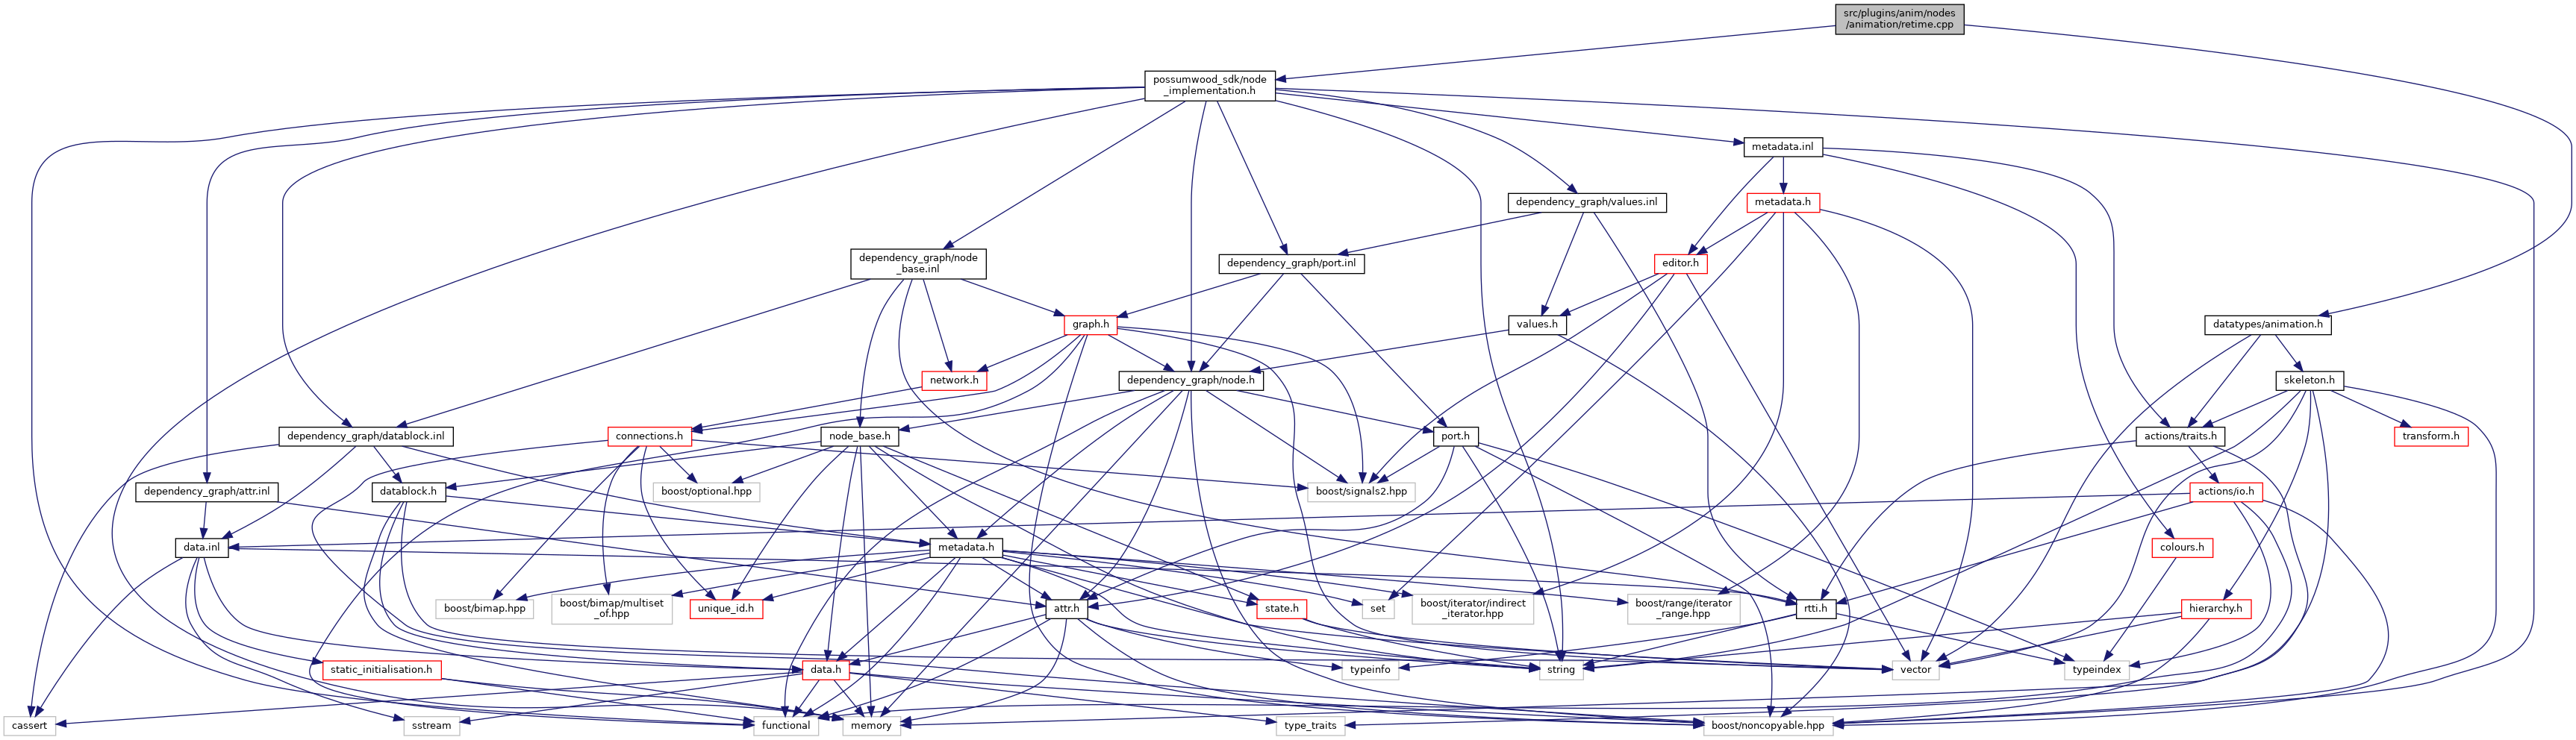 src/plugins/anim/nodes
/animation/retime.cpp
possumwood_sdk/node
_implementation.h
metadata.inl
dependency_graph/values.inl
metadata.h
dependency_graph/node
_base.inl
dependency_graph/port.inl
editor.h
graph.h
values.h
datatypes/animation.h
network.h
dependency_graph/node.h
skeleton.h
dependency_graph/datablock.inl
connections.h
node_base.h
port.h
actions/traits.h
transform.h
dependency_graph/attr.inl
datablock.h
boost/optional.hpp
boost/signals2.hpp
actions/io.h
data.inl
metadata.h
colours.h
boost/bimap.hpp
boost/bimap/multiset
_of.hpp
unique_id.h
attr.h
state.h
set
boost/iterator/indirect
_iterator.hpp
boost/range/iterator
_range.hpp
rtti.h
hierarchy.h
static_initialisation.h
data.h
typeinfo
string
vector
typeindex
cassert
sstream
functional
memory
type_traits
boost/noncopyable.hpp